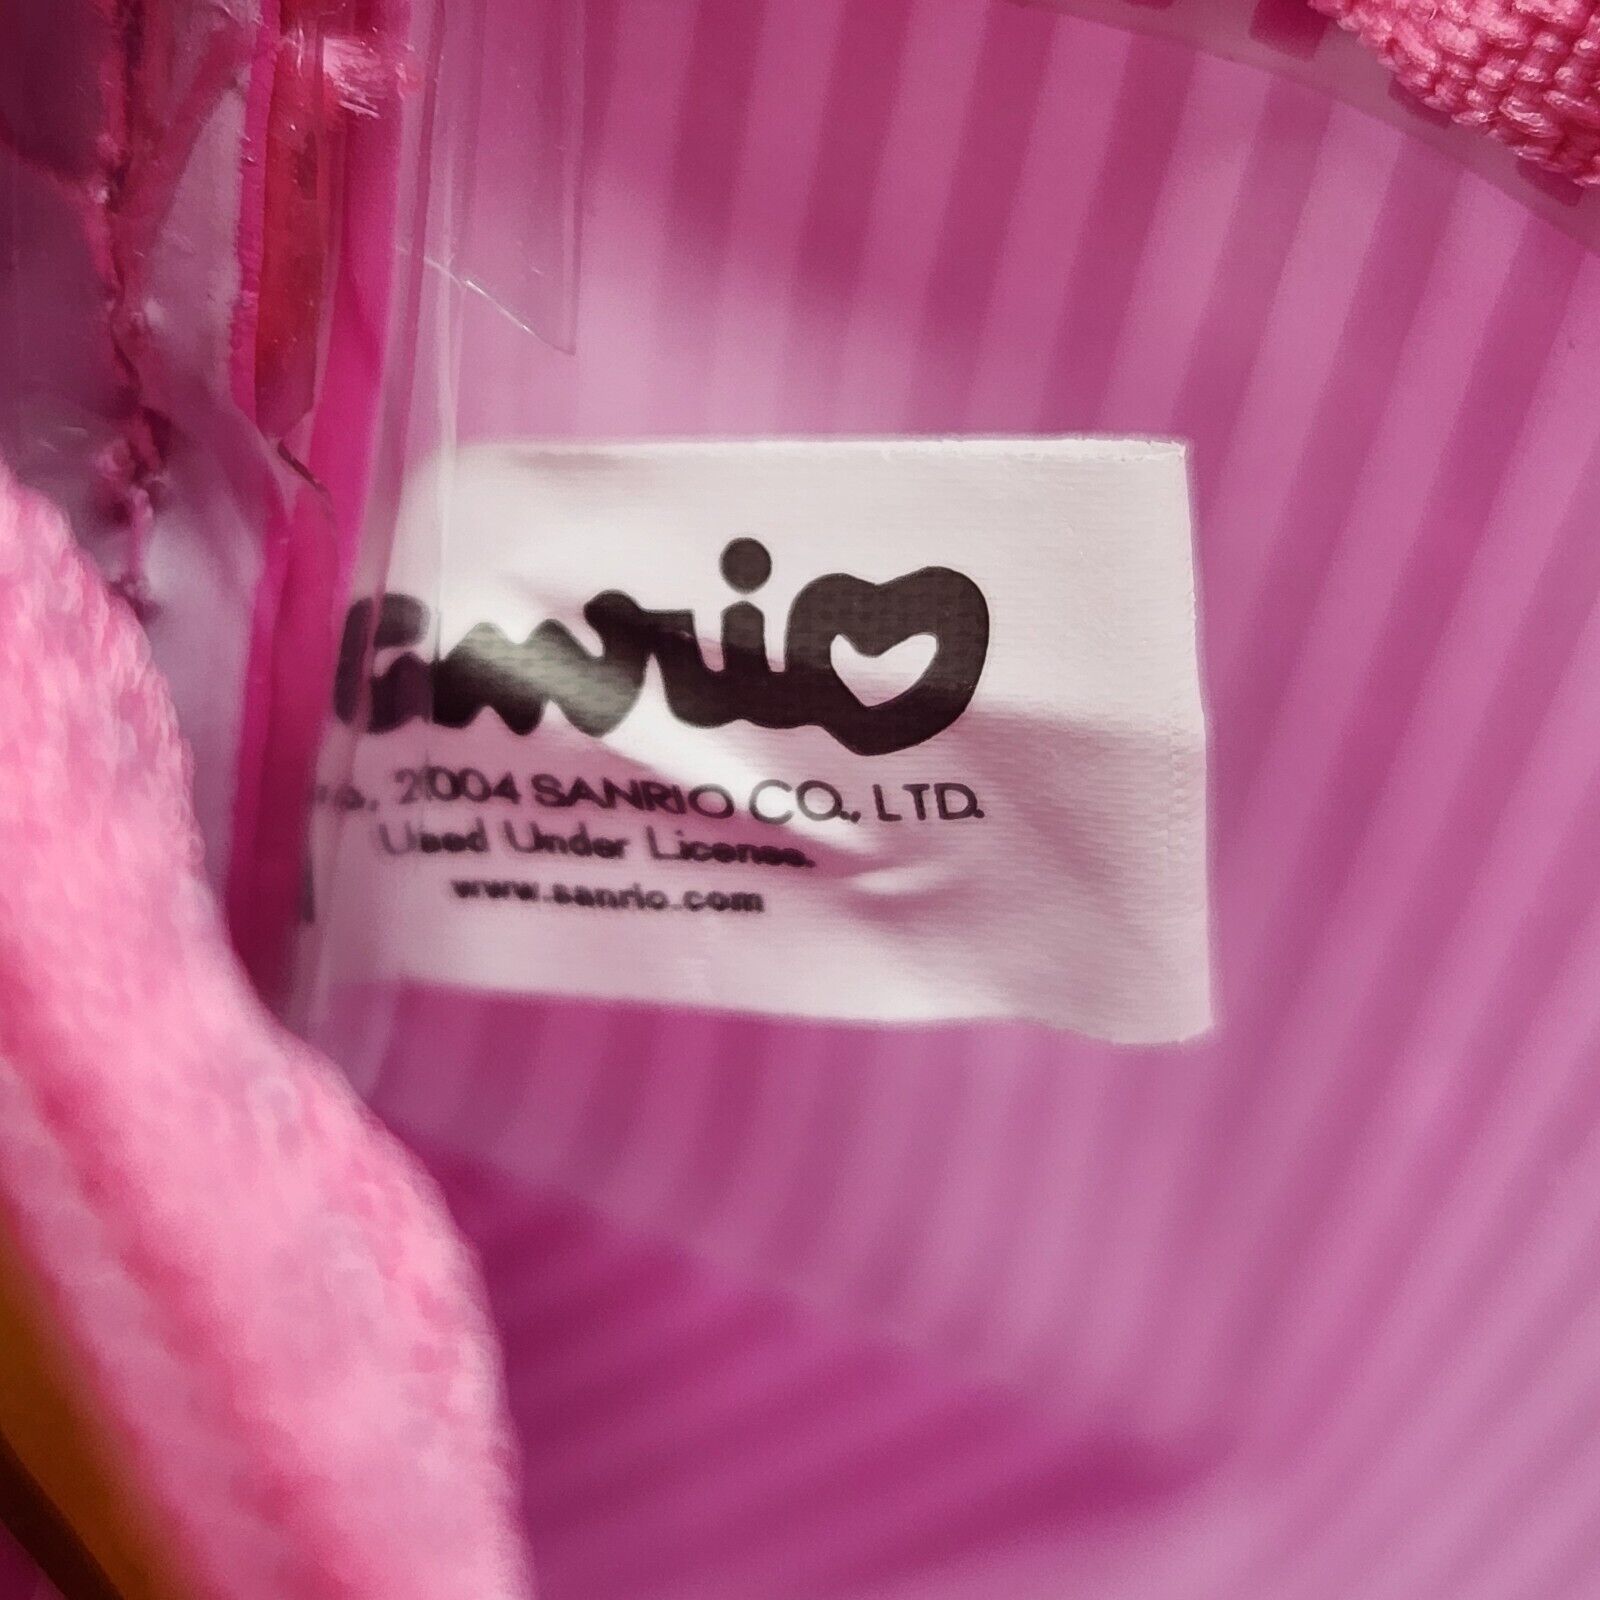 Sanrio
2004 SANRIO CO., LTD.
Used Under License.
www.sanrio.com